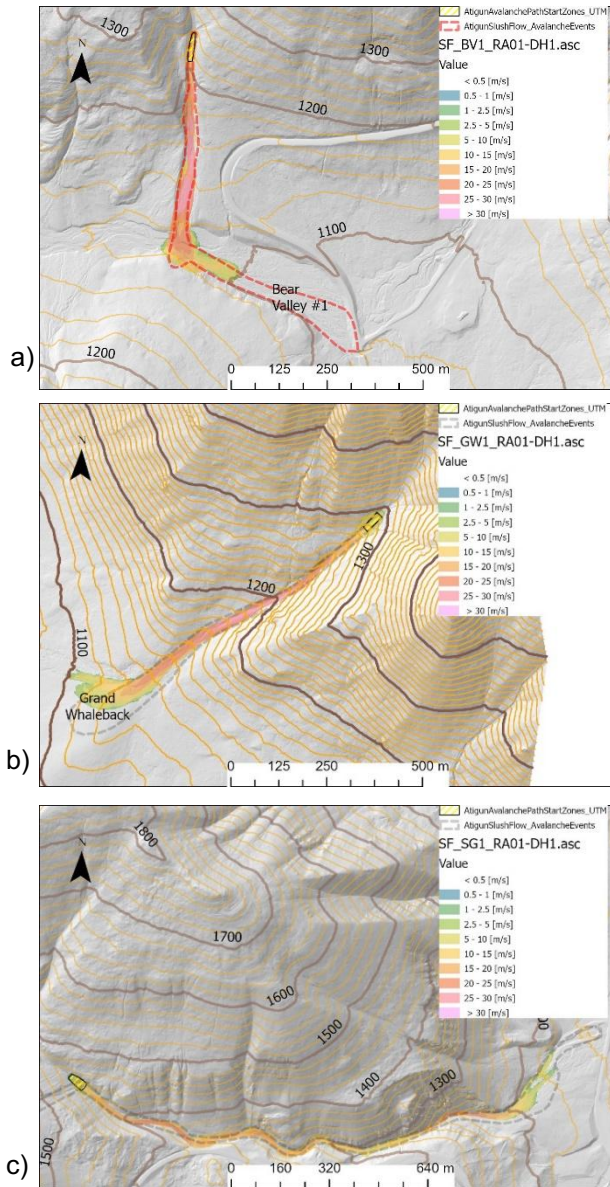 AtigunAvalanchePathStartZones_UTM
AtigunSlushFlow_AvalancheEvents
SF_BV1_RA01-DH1.asc
Value
< 0.5 [m/s]
0.5 - 1 [m/s]
1 - 2.5 [m/s]
2.5 - 5 [m/s]
5 - 10 [m/s]
10 - 15 [m/s]
15 - 20 [m/s]
20 - 25 [m/s]
25 - 30 [m/s]
> 30 [m/s]
N
1300
1300
1200
1100
Bear
Valley #1
1200
0 125 250 500 m
a)
AtigunAvalanchePathStartZones_UTM
AtigunSlushFlow_AvalancheEvents
SF_GW1_RA01-DH1.asc
Value
< 0.5 [m/s]
0.5 - 1 [m/s]
1 - 2.5 [m/s]
2.5 - 5 [m/s]
5 - 10 [m/s]
10 - 15 [m/s]
15 - 20 [m/s]
20 - 25 [m/s]
25 - 30 [m/s]
> 30 [m/s]
N
1300
1200
1100
Grand
Whaleback
0 125 250 500 m
b)
AtigunAvalanchePathStartZones_UTM
AtigunSlushFlow_AvalancheEvents
SF_SG1_RA01-DH1.asc
Value
< 0.5 [m/s]
0.5 - 1 [m/s]
1 - 2.5 [m/s]
2.5 - 5 [m/s]
5 - 10 [m/s]
10 - 15 [m/s]
15 - 20 [m/s]
20 - 25 [m/s]
25 - 30 [m/s]
> 30 [m/s]
N
1800
1700
1600
1500
1400
1300
1500
0 160 320 640 m
c)